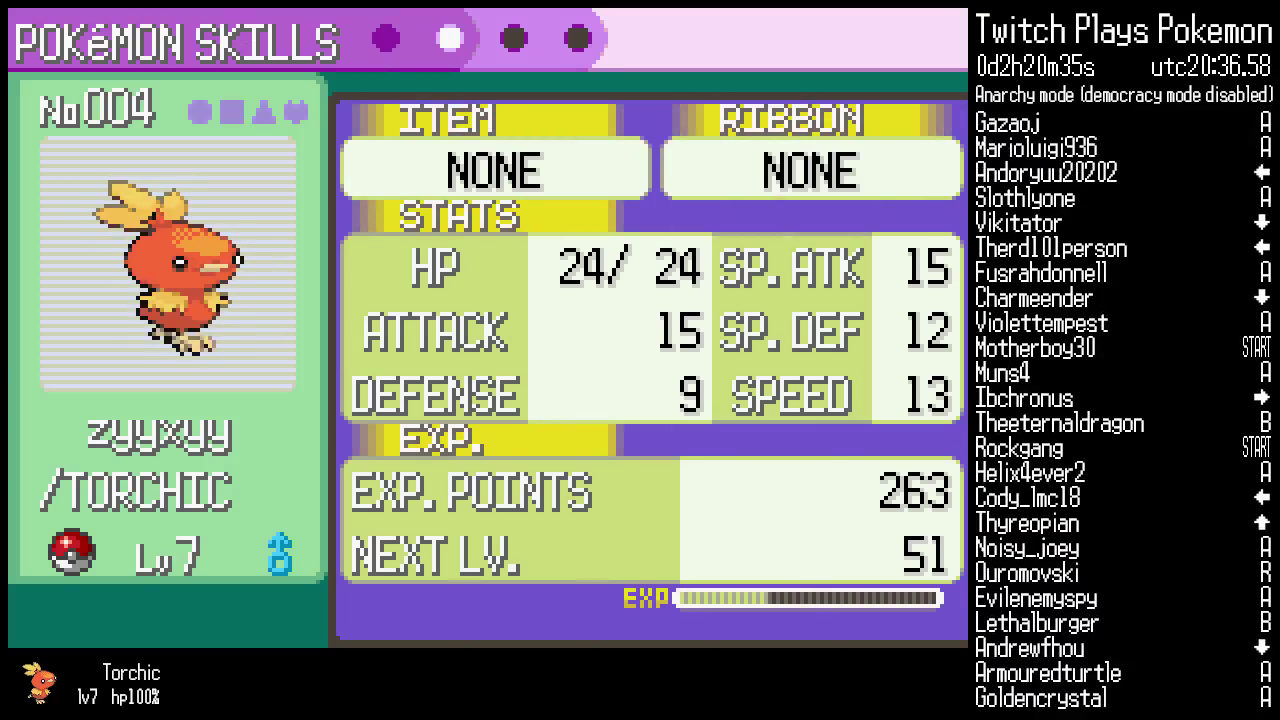 POKéMON SKILLS
No004
ITEM RIBBON
NONE NONE
STATS
HP 24/ 24 SP. ATK 15
ATTACK 15 SP. DEF 12
DEFENSE 9 SPEED 13
EXP.
EXP. POINTS 263
NEXT LV. 51
EXP
zyyxyy
/TORCHIC
Lv7 ♂
Torchic
lv7 hp100%
Twitch Plays Pokemon
0d2h20m35s utc20:36.58
Anarchy mode (democracy mode disabled)
Gazaoj A
Marioluigi936 A
Andoryuu20202 ←
Slothlyone A
Vikitator ↓
Therd101person ←
Fusrahdonnell A
Charmeender ↓
Violettempest A
Motherboy30 START
Muns4 A
Ibchronus →
Theeternaldragon B
Rockgang START
Helix4ever2 A
Cody_lmc18 ←
Thyreopian ↑
Noisy_joey A
Ouromovski R
Evilenemyspy A
Lethalburger B
Andrewfhou ↓
Armouredturtle A
Goldencrystal A